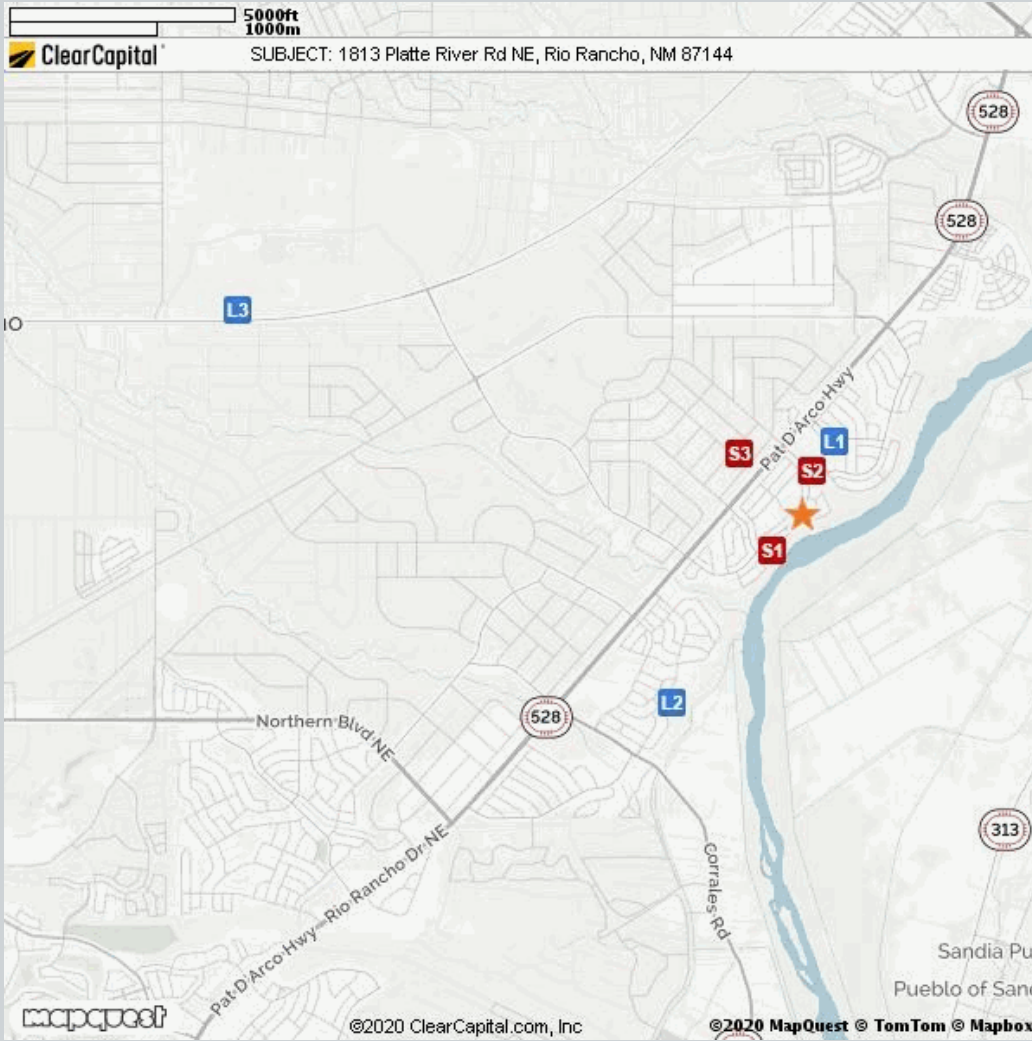 5000ft
1000m
ClearCapital
SUBJECT: 1813 Platte River Rd NE, Rio Rancho, NM 87144
528
528
L3
Pat D'Arco Hwy
L1
S3
S2
S1
L2
528
Northern Blvd NE
313
Pat D'Arco Hwy
Rio Rancho Dr NE
Corrales Rd
Sandia Pu
Pueblo of San
mapquest
©2020 ClearCapital.com, Inc
©2020 MapQuest © TomTom © Mapbox